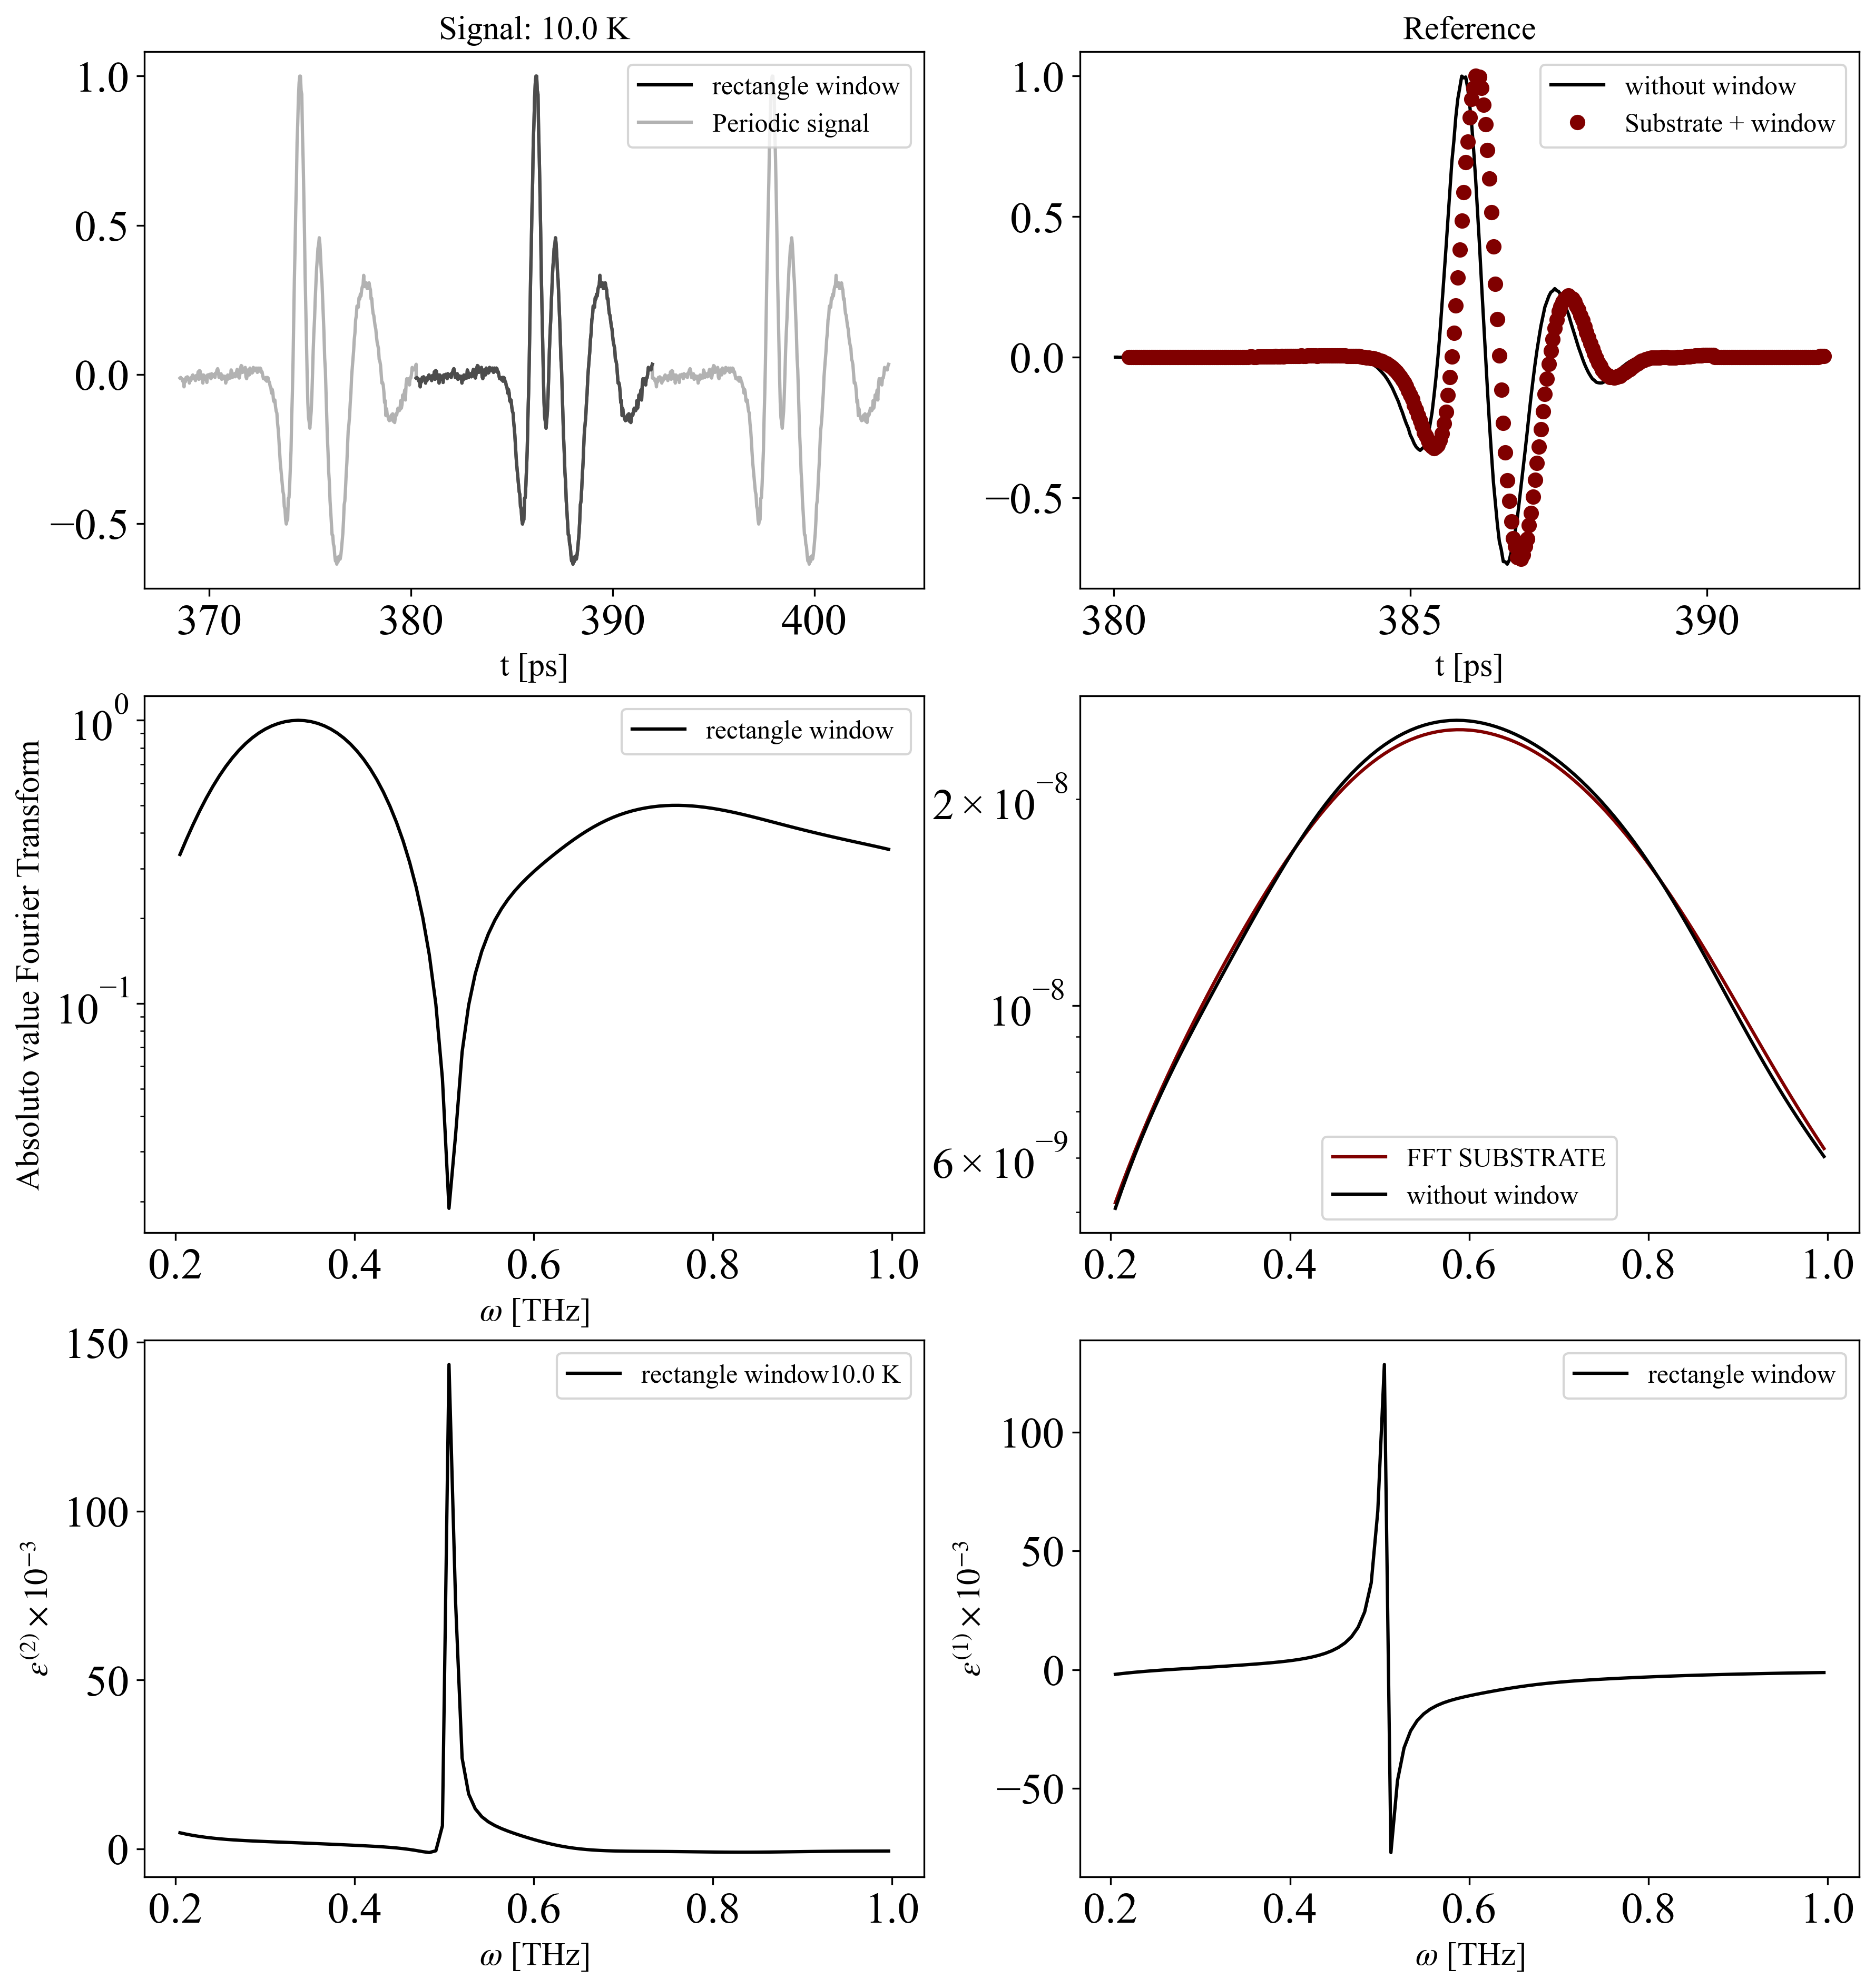 Signal: 10.0 K
1.0
0.5
0.0
−0.5
rectangle window
Periodic signal
370 380 390 400
t [ps]
Reference
1.0
0.5
0.0
−0.5
without window
Substrate + window
380 385 390
t [ps]
Absoluto value Fourier Transform
10⁰
10⁻¹
rectangle window
0.2 0.4 0.6 0.8 1.0
ω [THz]
2 × 10⁻⁸
10⁻⁸
6 × 10⁻⁹
FFT SUBSTRATE
without window
0.2 0.4 0.6 0.8 1.0
ε⁽²⁾ × 10⁻³
150
100
50
0
rectangle window10.0 K
0.2 0.4 0.6 0.8 1.0
ω [THz]
ε⁽¹⁾ × 10⁻³
100
50
0
−50
rectangle window
0.2 0.4 0.6 0.8 1.0
ω [THz]